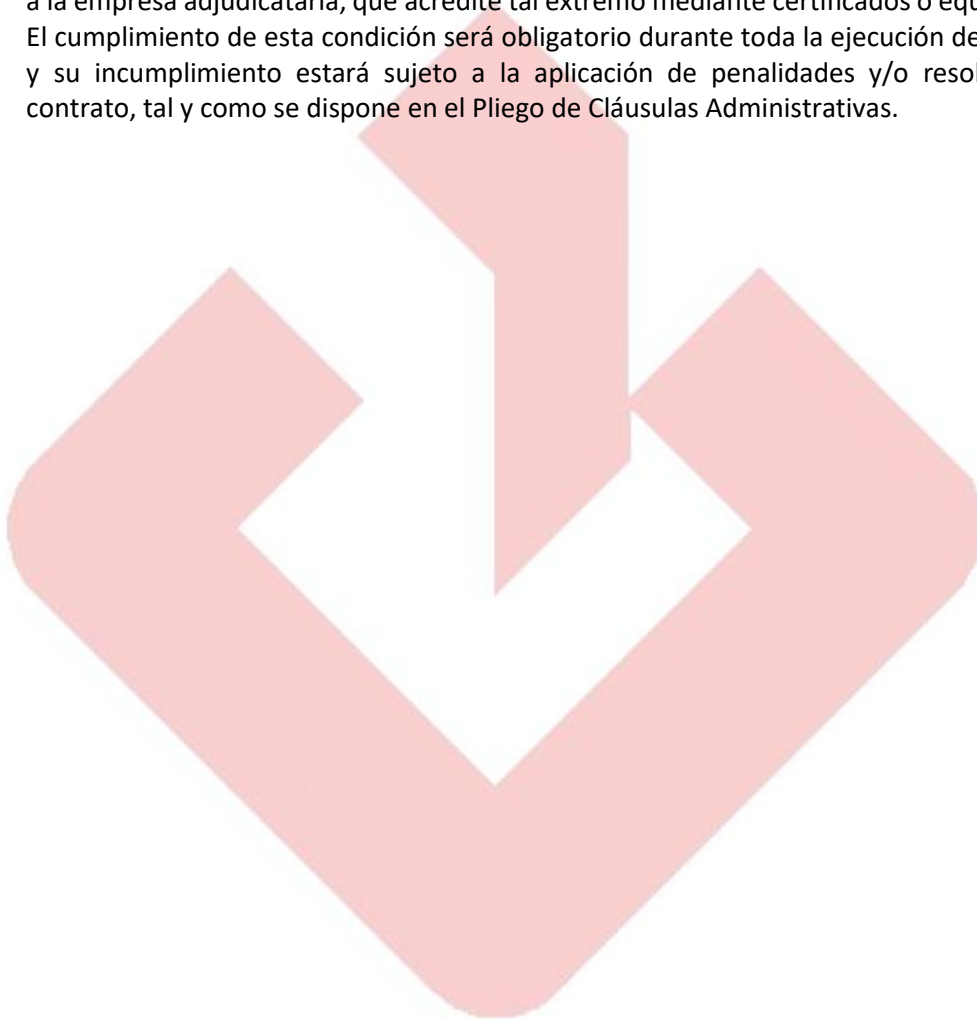 a la empresa adjudicataria, que acredite tal extremo mediante certificados o equ
El cumplimiento de esta condición será obligatorio durante toda la ejecución de
y su incumplimiento estará sujeto a la aplicación de penalidades y/o resol
contrato, tal y como se dispone en el Pliego de Cláusulas Administrativas.